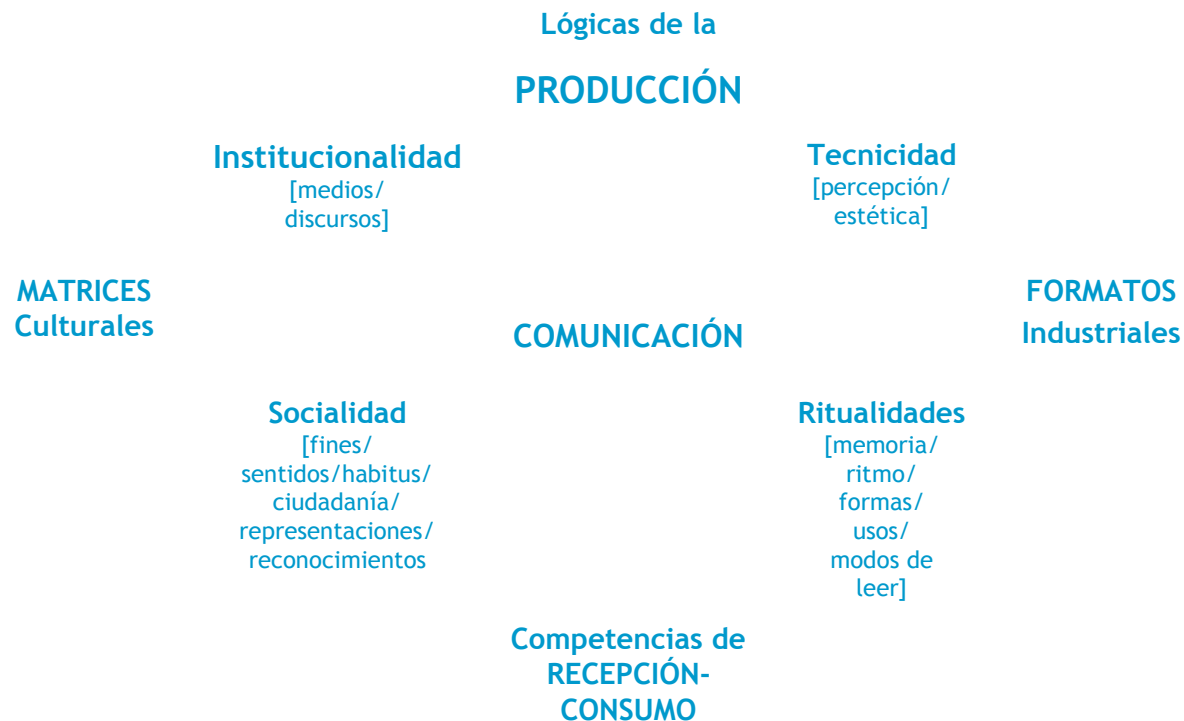 Lógicas de la
PRODUCCIÓN
Institucionalidad
[medios/
discursos]
Tecnicidad
[percepción/
estética]
MATRICES
Culturales
COMUNICACIÓN
FORMATOS
Industriales
Socialidad
[fines/
sentidos/habitus/
ciudadanía/
representaciones/
reconocimientos
Ritualidades
[memoria/
ritmo/
formas/
usos/
modos de
leer]
Competencias de
RECEPCIÓN-
CONSUMO